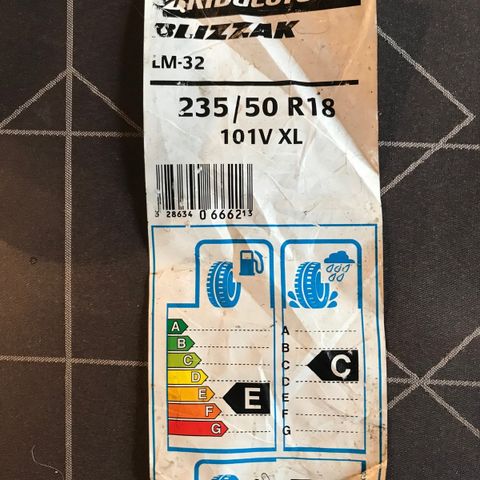 BLIZZAK
LM-32
235/50 R18
101V XL
3 28634 0 666213
A
B
C
D
E
F
G
E
A
B
C
D
E
F
G
C